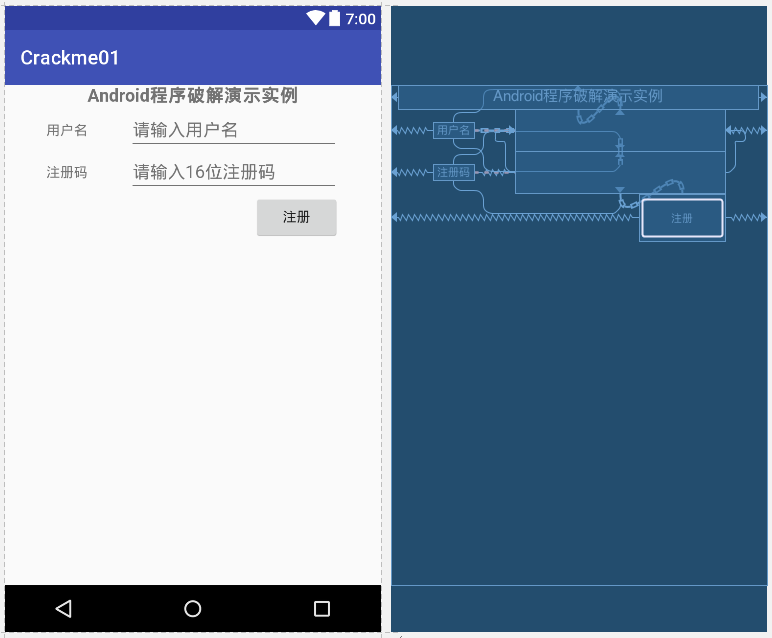 7:00
Crackme01
Android程序破解演示实例
用户名 请输入用户名
注册码 请输入16位注册码
注册
Android程序破解演示实例
用户名
注册码
注册